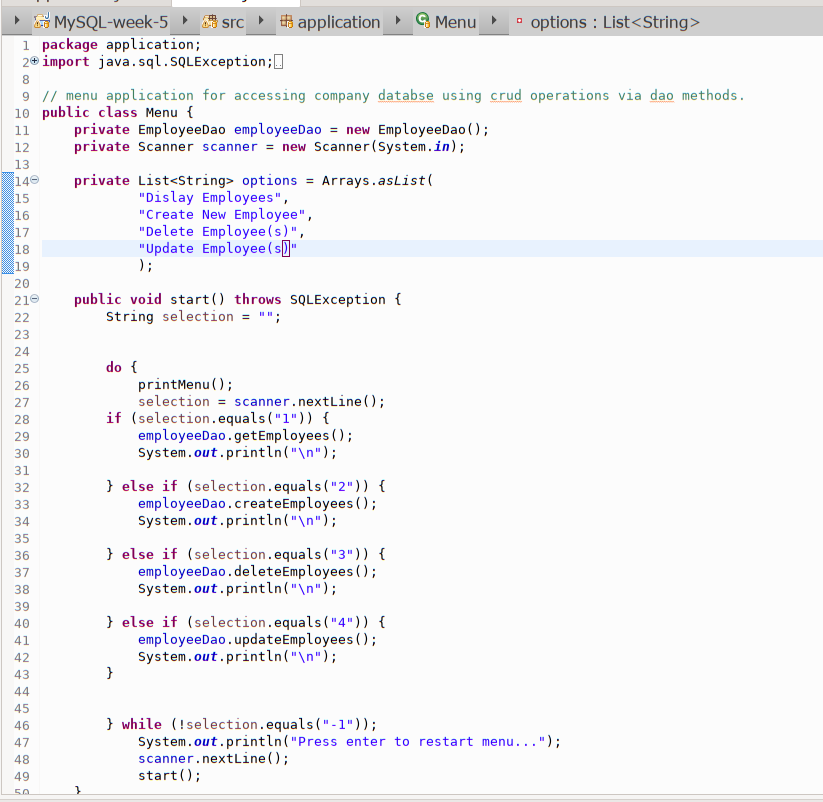 MySQL-week-5 src application Menu options : List<String>
1 package application;
2 import java.sql.SQLException;
8
9 // menu application for accessing company databse using crud operations via dao methods.
10 public class Menu {
11     private EmployeeDao employeeDao = new EmployeeDao();
12     private Scanner scanner = new Scanner(System.in);
13
14     private List<String> options = Arrays.asList(
15             "Dislay Employees",
16             "Create New Employee",
17             "Delete Employee(s)",
18             "Update Employee(s)"
19             );
20
21     public void start() throws SQLException {
22         String selection = "";
23
24
25         do {
26             printMenu();
27             selection = scanner.nextLine();
28         if (selection.equals("1")) {
29             employeeDao.getEmployees();
30             System.out.println("\n");
31
32         } else if (selection.equals("2")) {
33             employeeDao.createEmployees();
34             System.out.println("\n");
35
36         } else if (selection.equals("3")) {
37             employeeDao.deleteEmployees();
38             System.out.println("\n");
39
40         } else if (selection.equals("4")) {
41             employeeDao.updateEmployees();
42             System.out.println("\n");
43         }
44
45
46         } while (!selection.equals("-1"));
47             System.out.println("Press enter to restart menu...");
48             scanner.nextLine();
49             start();
50     }